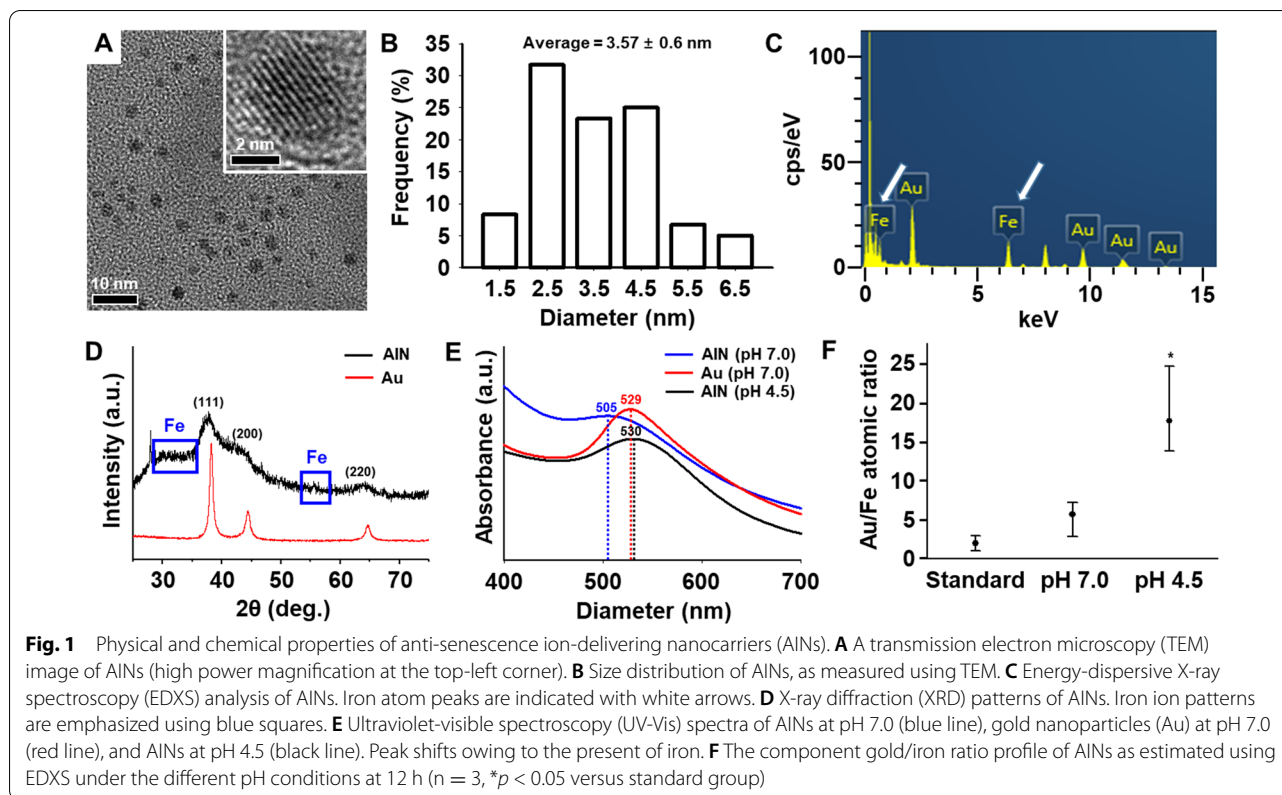 A
2 nm
10 nm
B
Average = 3.57 ± 0.6 nm
Frequency (%)
35
30
25
20
15
10
5
0
1.5 2.5 3.5 4.5 5.5 6.5
Diameter (nm)
C
cps/eV
100
50
0
Fe
Au
Fe
Au
Au
Au
0 5 10 15
keV
D
AIN
Au
Intensity (a.u.)
Fe
(111)
(200)
Fe
(220)
30 40 50 60 70
2θ (deg.)
E
AIN (pH 7.0)
Au (pH 7.0)
AIN (pH 4.5)
Absorbance (a.u.)
505
529
530
400 500 600 700
Diameter (nm)
F
Au/Fe atomic ratio
25
20
15
10
5
0
*
Standard pH 7.0 pH 4.5
Fig. 1 Physical and chemical properties of anti-senescence ion-delivering nanocarriers (AINs). A A transmission electron microscopy (TEM)
image of AINs (high power magnification at the top-left corner). B Size distribution of AINs, as measured using TEM. C Energy-dispersive X-ray
spectroscopy (EDXS) analysis of AINs. Iron atom peaks are indicated with white arrows. D X-ray diffraction (XRD) patterns of AINs. Iron ion patterns
are emphasized using blue squares. E Ultraviolet-visible spectroscopy (UV-Vis) spectra of AINs at pH 7.0 (blue line), gold nanoparticles (Au) at pH 7.0
(red line), and AINs at pH 4.5 (black line). Peak shifts owing to the present of iron. F The component gold/iron ratio profile of AINs as estimated using
EDXS under the different pH conditions at 12 h (n = 3, *p < 0.05 versus standard group)